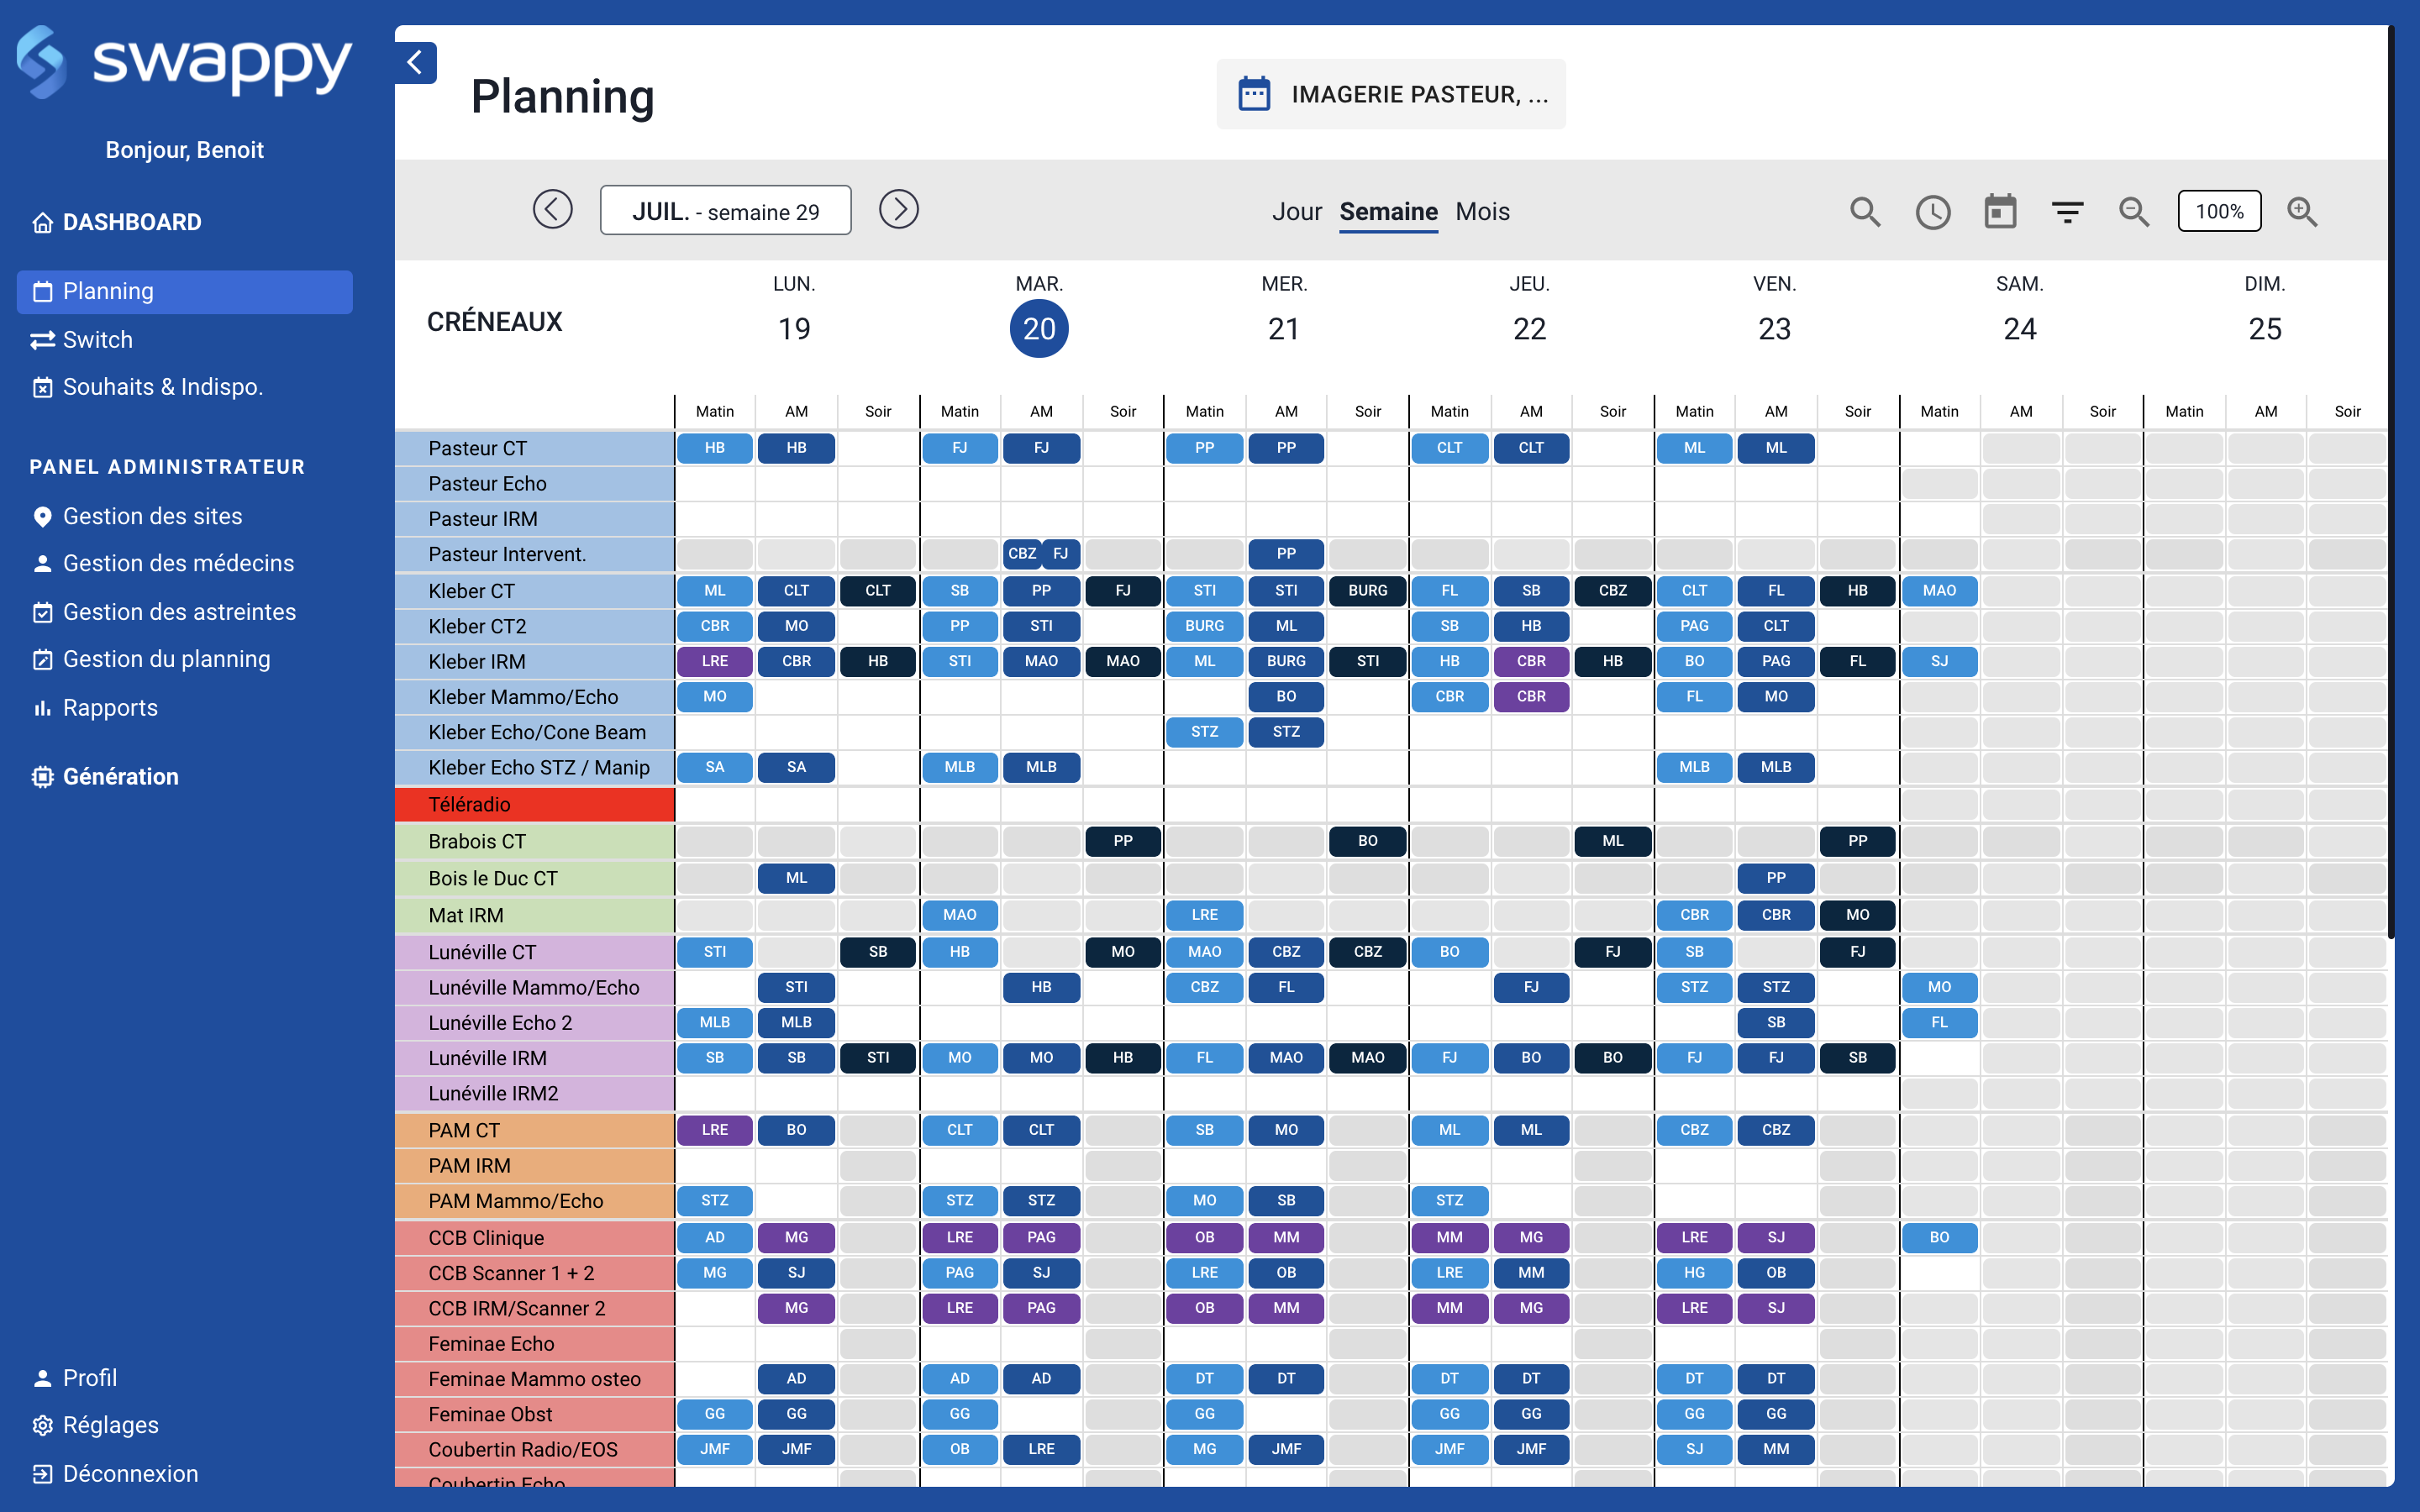 swappy
Bonjour, Benoit
DASHBOARD
Planning
Switch
Souhaits & Indispo.
PANEL ADMINISTRATEUR
Gestion des sites
Gestion des médecins
Gestion des astreintes
Gestion du planning
Rapports
Génération
Profil
Réglages
Déconnexion
Planning
IMAGERIE PASTEUR, ...
JUIL. - semaine 29
Jour Semaine Mois
100%
CRÉNEAUX
LUN. MAR. MER. JEU. VEN. SAM. DIM.
19 20 21 22 23 24 25
Matin AM Soir Matin AM Soir Matin AM Soir Matin AM Soir Matin AM Soir Matin AM Soir Matin AM Soir
Pasteur CT HB HB FJ FJ PP PP CLT CLT ML ML
Pasteur Echo
Pasteur IRM
Pasteur Intervent. CBZ FJ PP
Kleber CT ML CLT CLT SB PP FJ STI STI BURG FL SB CBZ CLT FL HB MAO
Kleber CT2 CBR MO PP STI BURG ML SB HB PAG CLT
Kleber IRM LRE CBR HB STI MAO MAO ML BURG STI HB CBR HB BO PAG FL SJ
Kleber Mammo/Echo MO BO CBR CBR FL MO
Kleber Echo/Cone Beam STZ STZ
Kleber Echo STZ / Manip SA SA MLB MLB MLB MLB
Téléradio
Brabois CT PP BO ML PP
Bois le Duc CT ML PP
Mat IRM MAO LRE CBR CBR MO
Lunéville CT STI SB HB MO MAO CBZ CBZ BO FJ SB FJ
Lunéville Mammo/Echo STI HB CBZ FL FJ STZ STZ MO
Lunéville Echo 2 MLB MLB SB FL
Lunéville IRM SB SB STI MO MO HB FL MAO MAO FJ BO BO FJ FJ SB
Lunéville IRM2
PAM CT LRE BO CLT CLT SB MO ML ML CBZ CBZ
PAM IRM
PAM Mammo/Echo STZ STZ STZ MO SB STZ
CCB Clinique AD MG LRE PAG OB MM MM MG LRE SJ BO
CCB Scanner 1 + 2 MG SJ PAG SJ LRE OB LRE MM HG OB
CCB IRM/Scanner 2 MG LRE PAG OB MM MM MG LRE SJ
Feminae Echo
Feminae Mammo osteo AD AD AD DT DT DT DT DT DT
Feminae Obst GG GG GG GG GG GG GG GG
Coubertin Radio/EOS JMF JMF OB LRE MG JMF JMF JMF SJ MM
Coubertin Echo